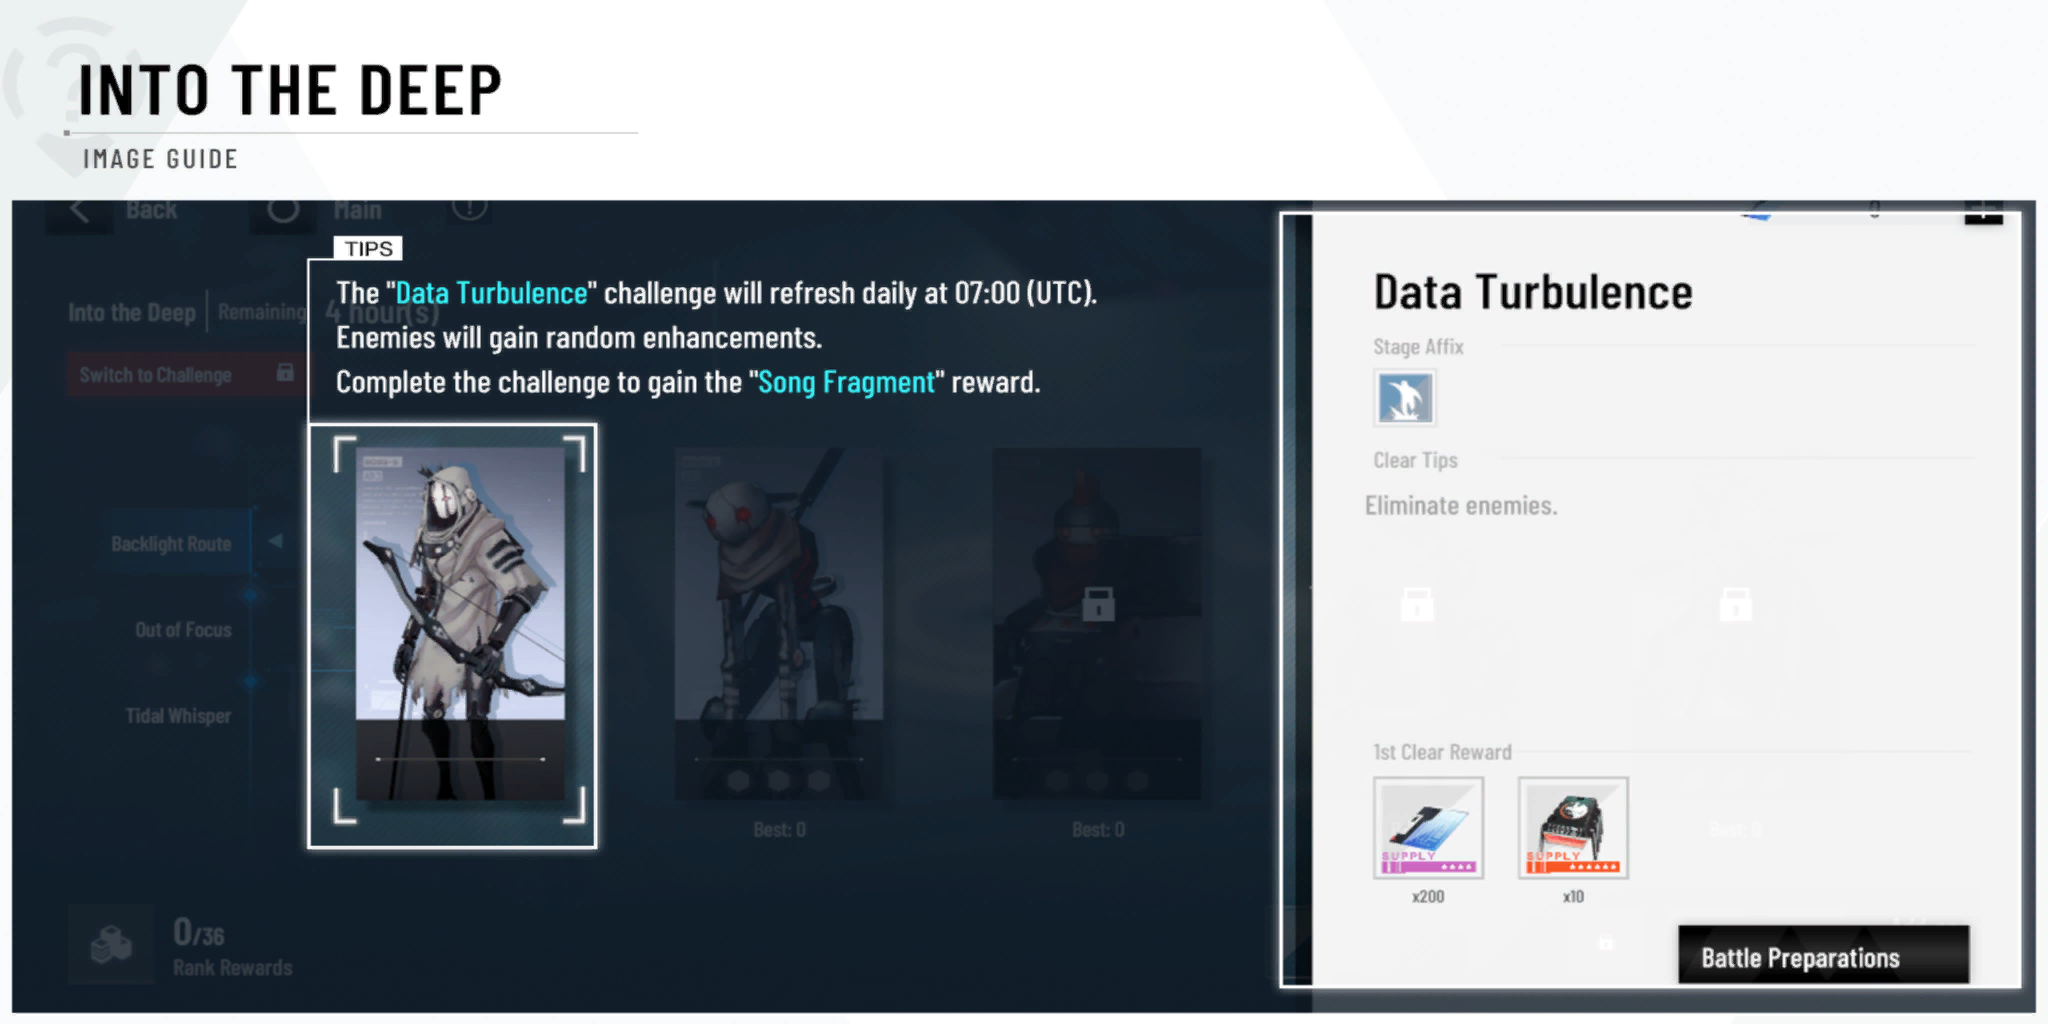 INTO THE DEEP
IMAGE GUIDE
Back
Main
TIPS
The "Data Turbulence" challenge will refresh daily at 07:00 (UTC).
Enemies will gain random enhancements.
Complete the challenge to gain the "Song Fragment" reward.
Into the Deep
Remaining 4 hour(s)
Switch to Challenge
Backlight Route
Out of Focus
Tidal Whisper
Best: 0
Best: 0
0/36
Rank Rewards
Data Turbulence
Stage Affix
Clear Tips
Eliminate enemies.
1st Clear Reward
SUPPLY
SUPPLY
x200
x10
Best: 0
Battle Preparations